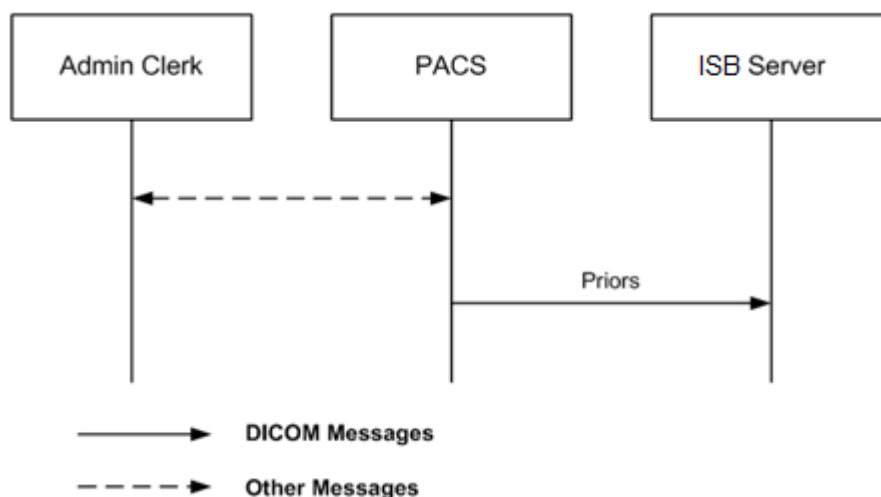 Admin Clerk
PACS
ISB Server
Priors
DICOM Messages
Other Messages